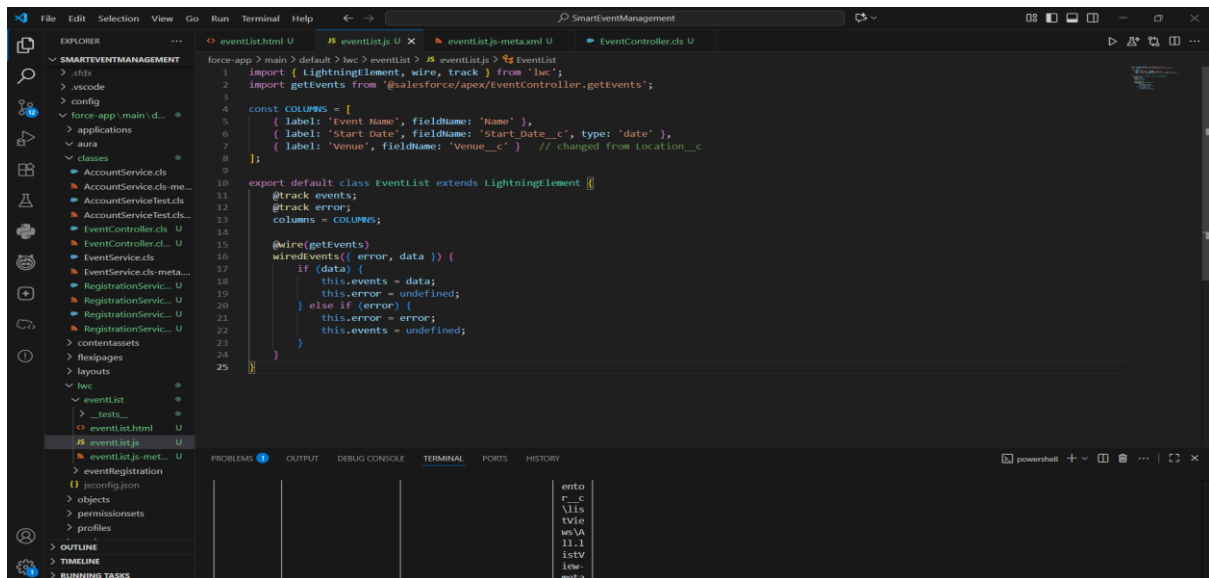 File Edit Selection View Go Run Terminal Help
SmartEventManagement
EXPLORER
SMARTEVENTMANAGEMENT
.sfdx
.vscode
config
force-app\main\d...
applications
aura
classes
AccountService.cls
AccountService.cls-me...
AccountServiceTest.cls
AccountServiceTest.cls...
EventController.cls U
EventController.cl... U
EventService.cls
EventService.cls-meta....
RegistrationServic... U
RegistrationServic... U
RegistrationServic... U
RegistrationServic... U
contentassets
flexipages
layouts
lwc
eventList
__tests__
eventList.html U
JS eventList.js U
eventList.js-met... U
eventRegistration
jsconfig.json
objects
permissionsets
profiles
OUTLINE
TIMELINE
RUNNING TASKS
12
1
eventList.html U JS eventList.js U eventList.js-meta.xml U EventController.cls U
force-app > main > default > lwc > eventList > JS eventList.js > EventList
1 import { LightningElement, wire, track } from 'lwc';
2 import getEvents from '@salesforce/apex/EventController.getEvents';
3
4 const COLUMNS = [
5 { label: 'Event Name', fieldName: 'Name' },
6 { label: 'Start Date', fieldName: 'Start_Date__c', type: 'date' },
7 { label: 'Venue', fieldName: 'Venue__c' } // changed from Location__c
8 ];
9
10 export default class EventList extends LightningElement {
11 @track events;
12 @track error;
13 columns = COLUMNS;
14
15 @wire(getEvents)
16 wiredEvents({ error, data }) {
17 if (data) {
18 this.events = data;
19 this.error = undefined;
20 } else if (error) {
21 this.error = error;
22 this.events = undefined;
23 }
24 }
25 }
PROBLEMS 1 OUTPUT DEBUG CONSOLE TERMINAL PORTS HISTORY
powershell
ento
r__c
\lis
tVie
ws\A
ll.l
istV
iew-
meta